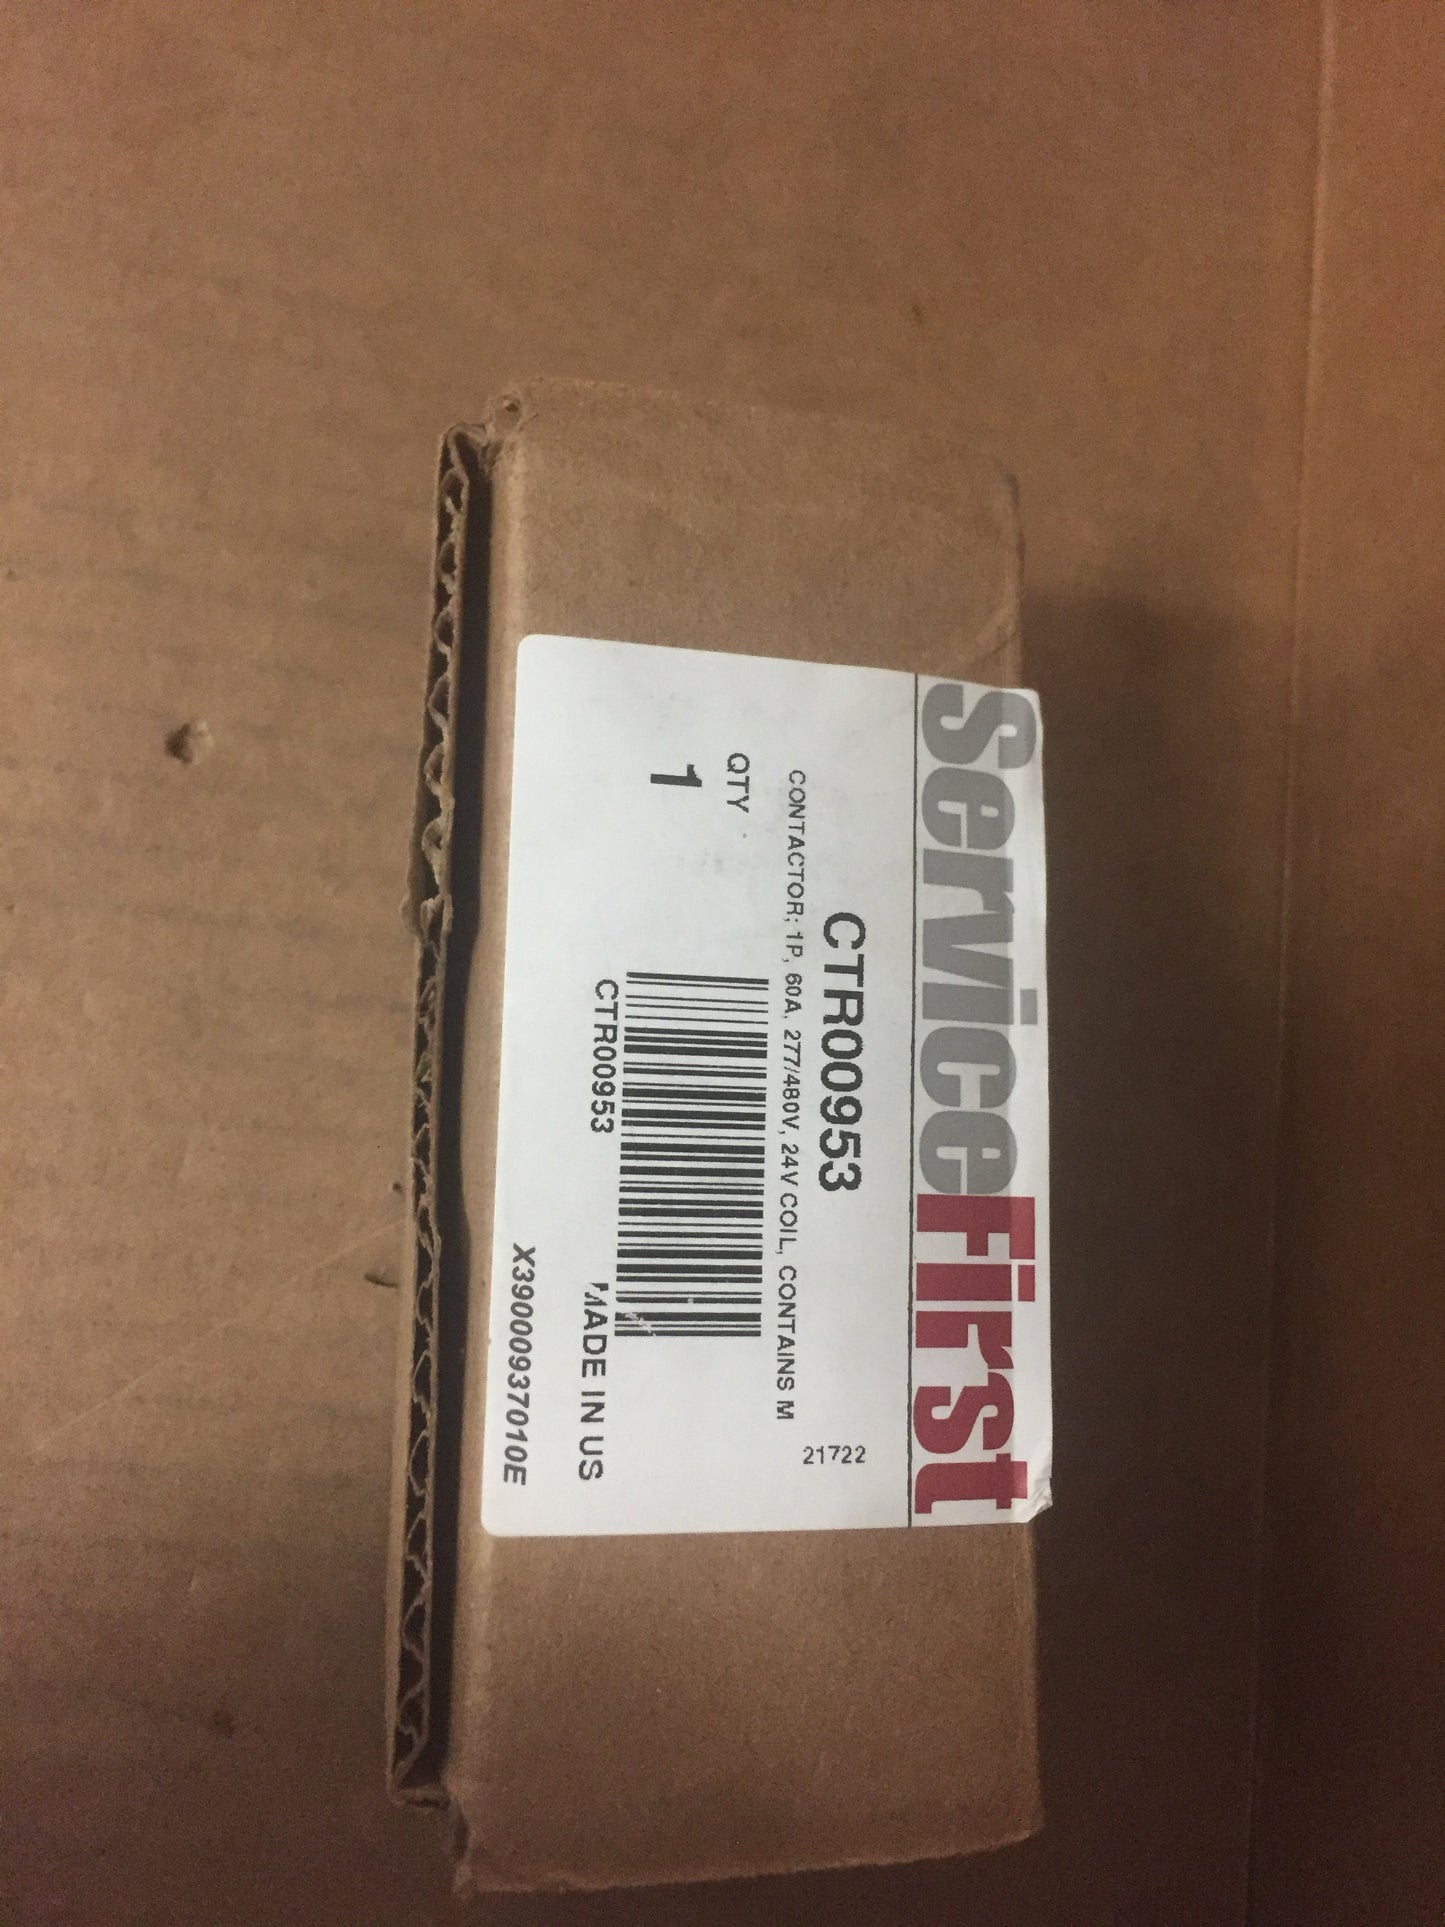 ServiceFirst
21722
CTR00953
CONTACTOR; 1P, 60A, 277/480V, 24V COIL, CONTAINS M
QTY
1
CTR00953
MADE IN US
X39000937010E